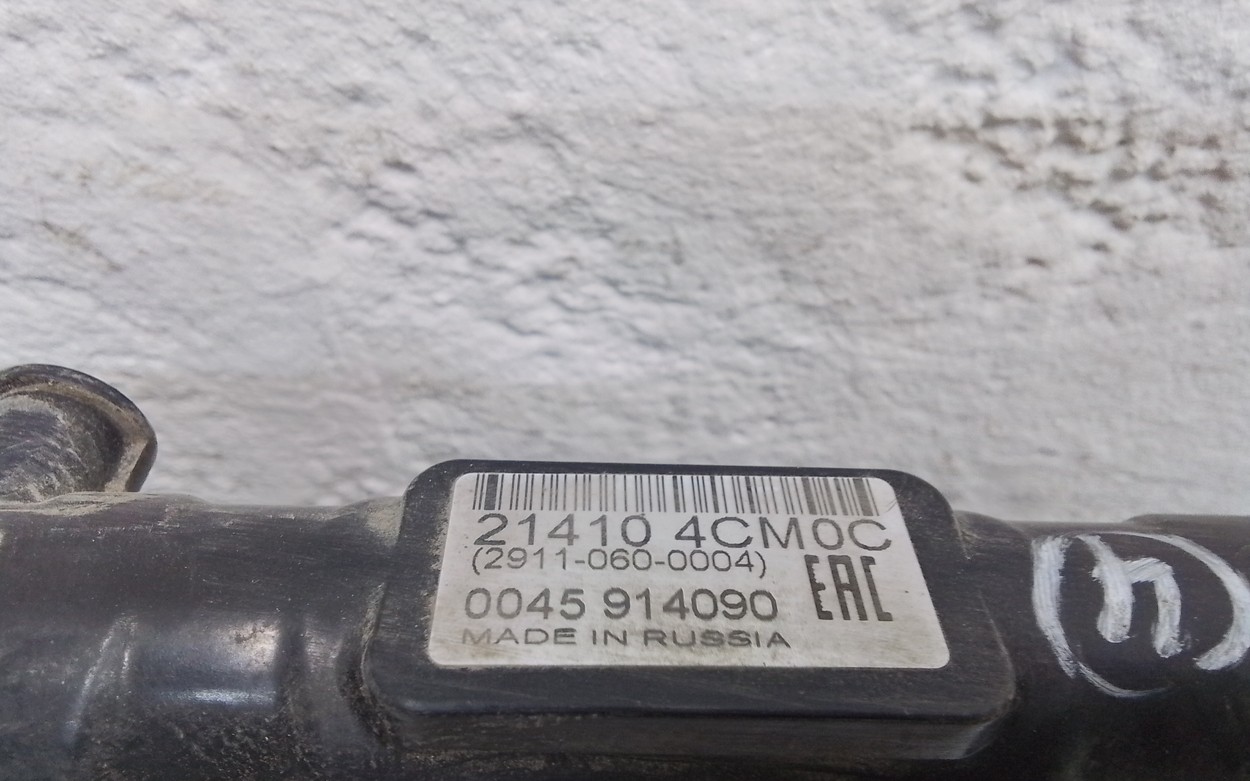 21410 4CM0C
(2911-060-0004)
EAC
0045 914090
MADE IN RUSSIA